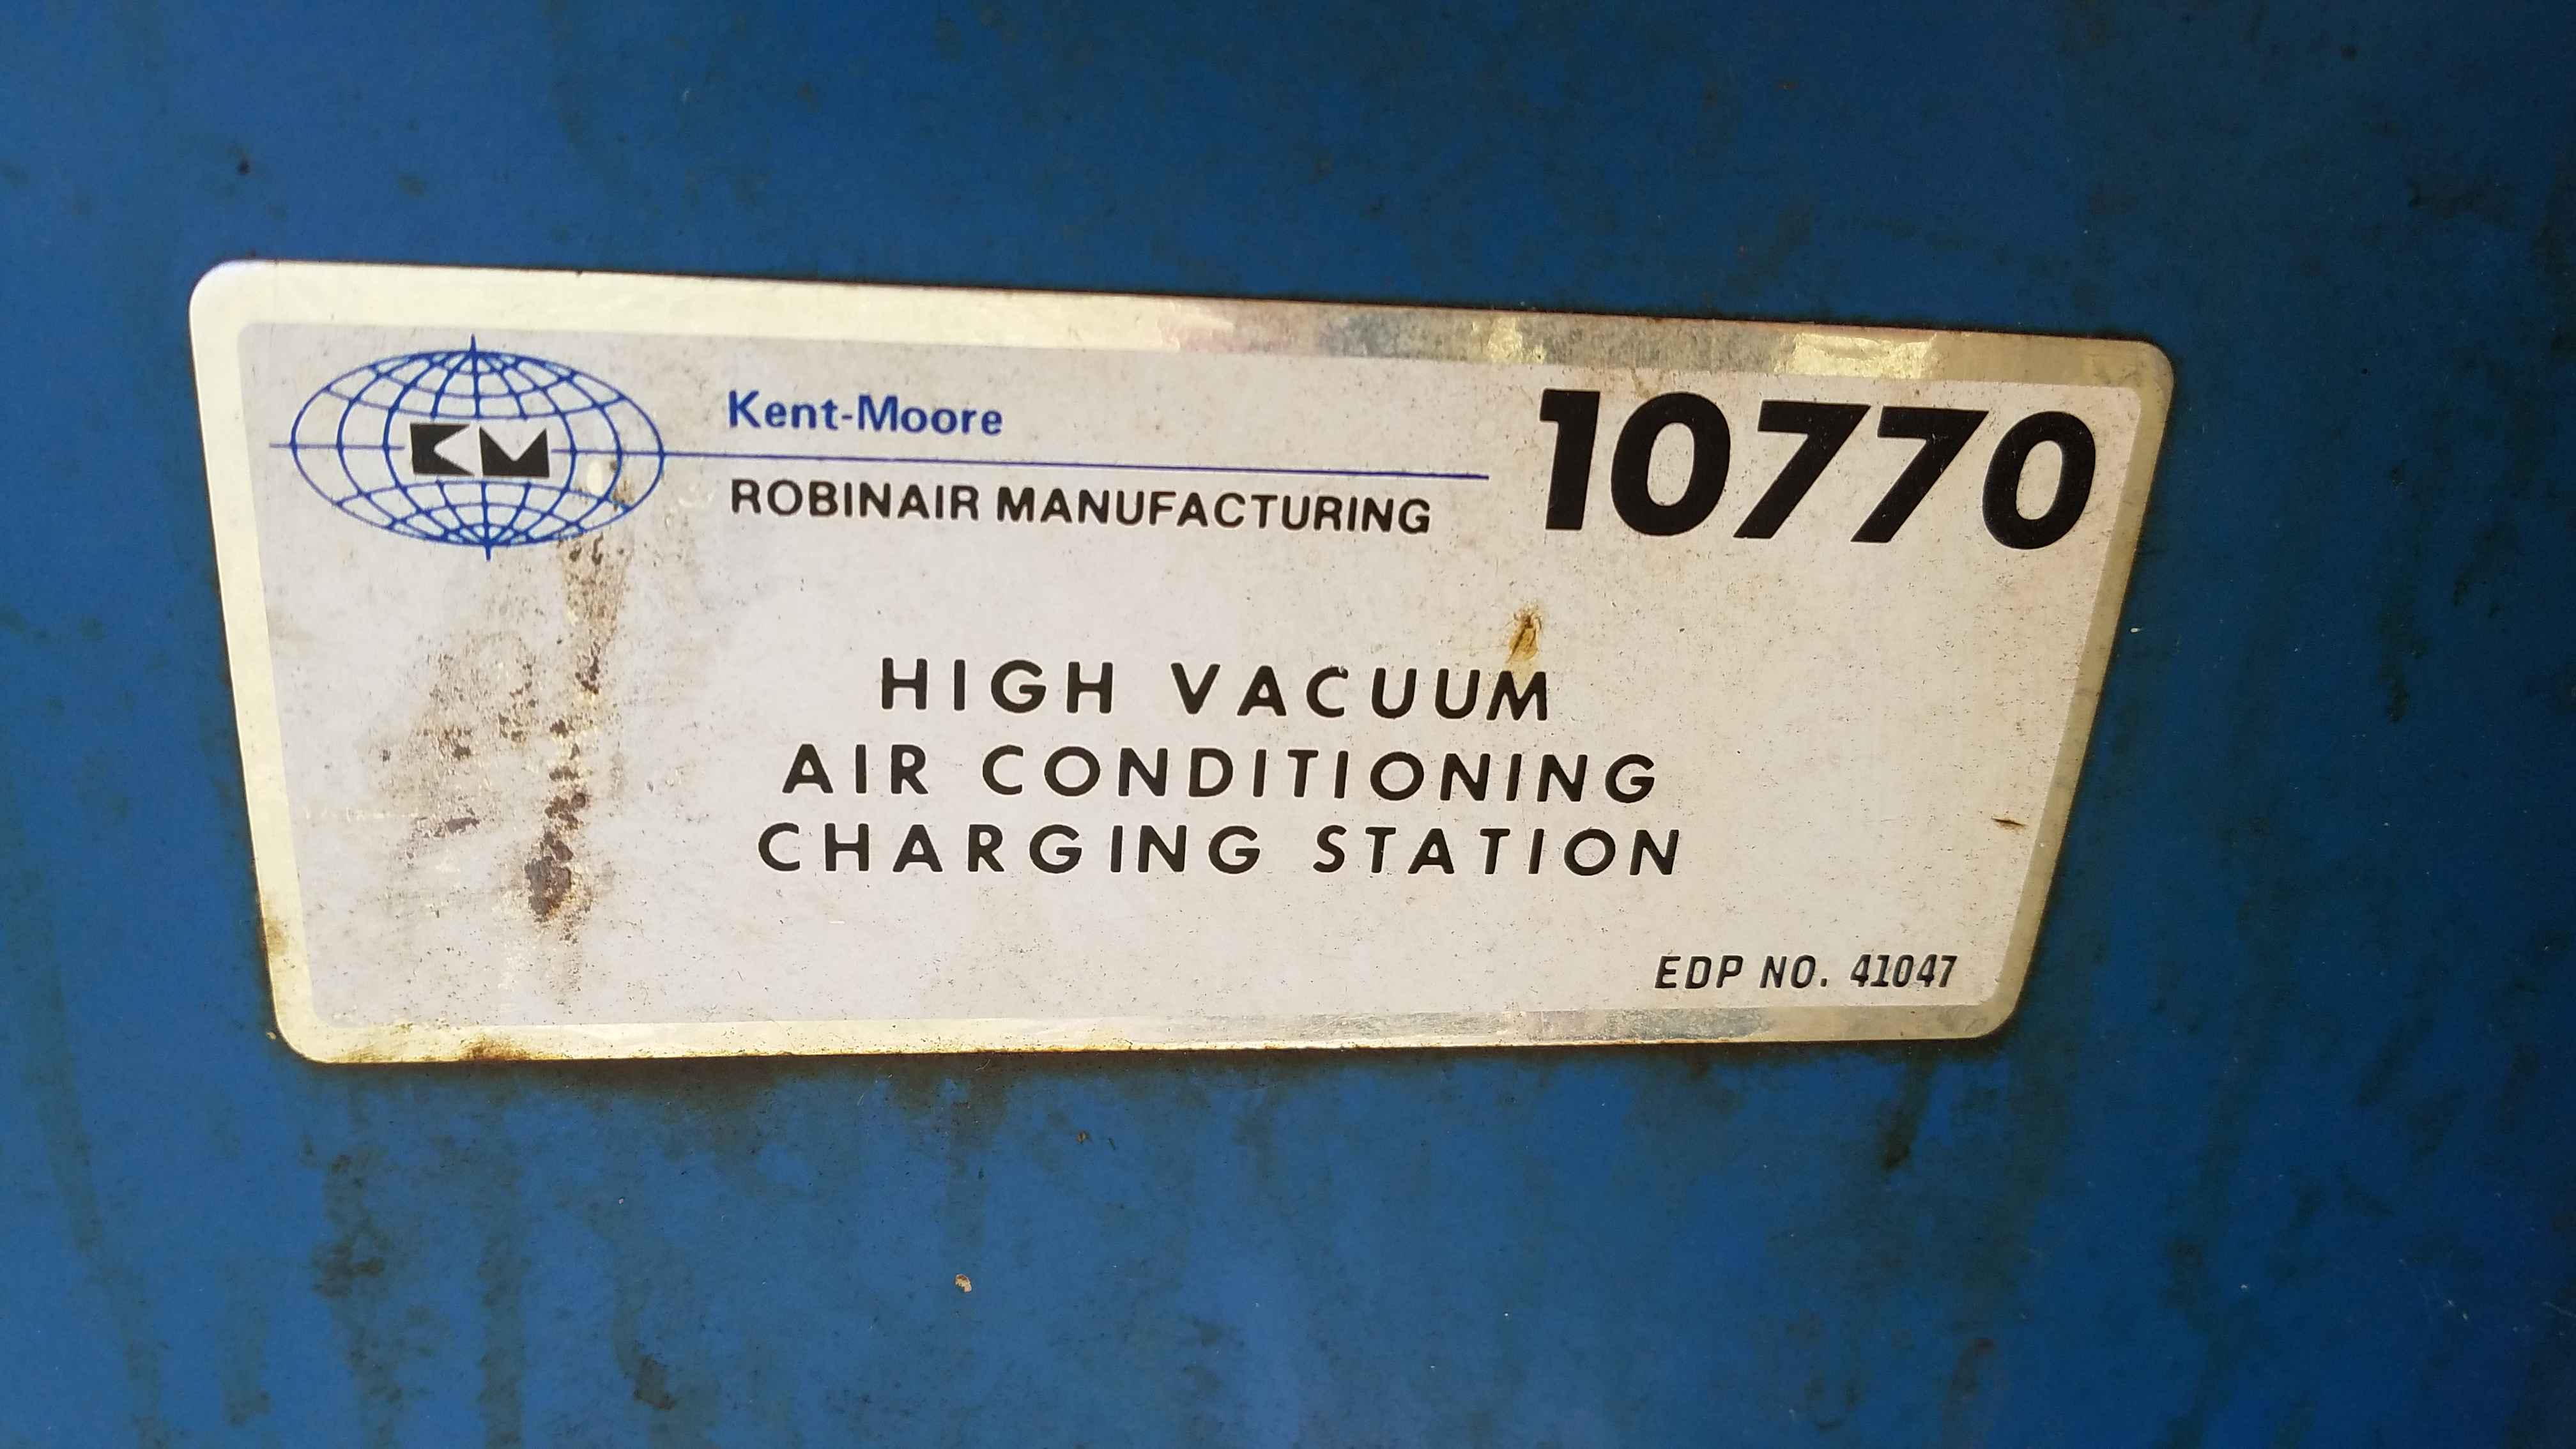 KM
Kent-Moore
ROBINAIR MANUFACTURING
10770
HIGH VACUUM
AIR CONDITIONING
CHARGING STATION
EDP NO. 41047